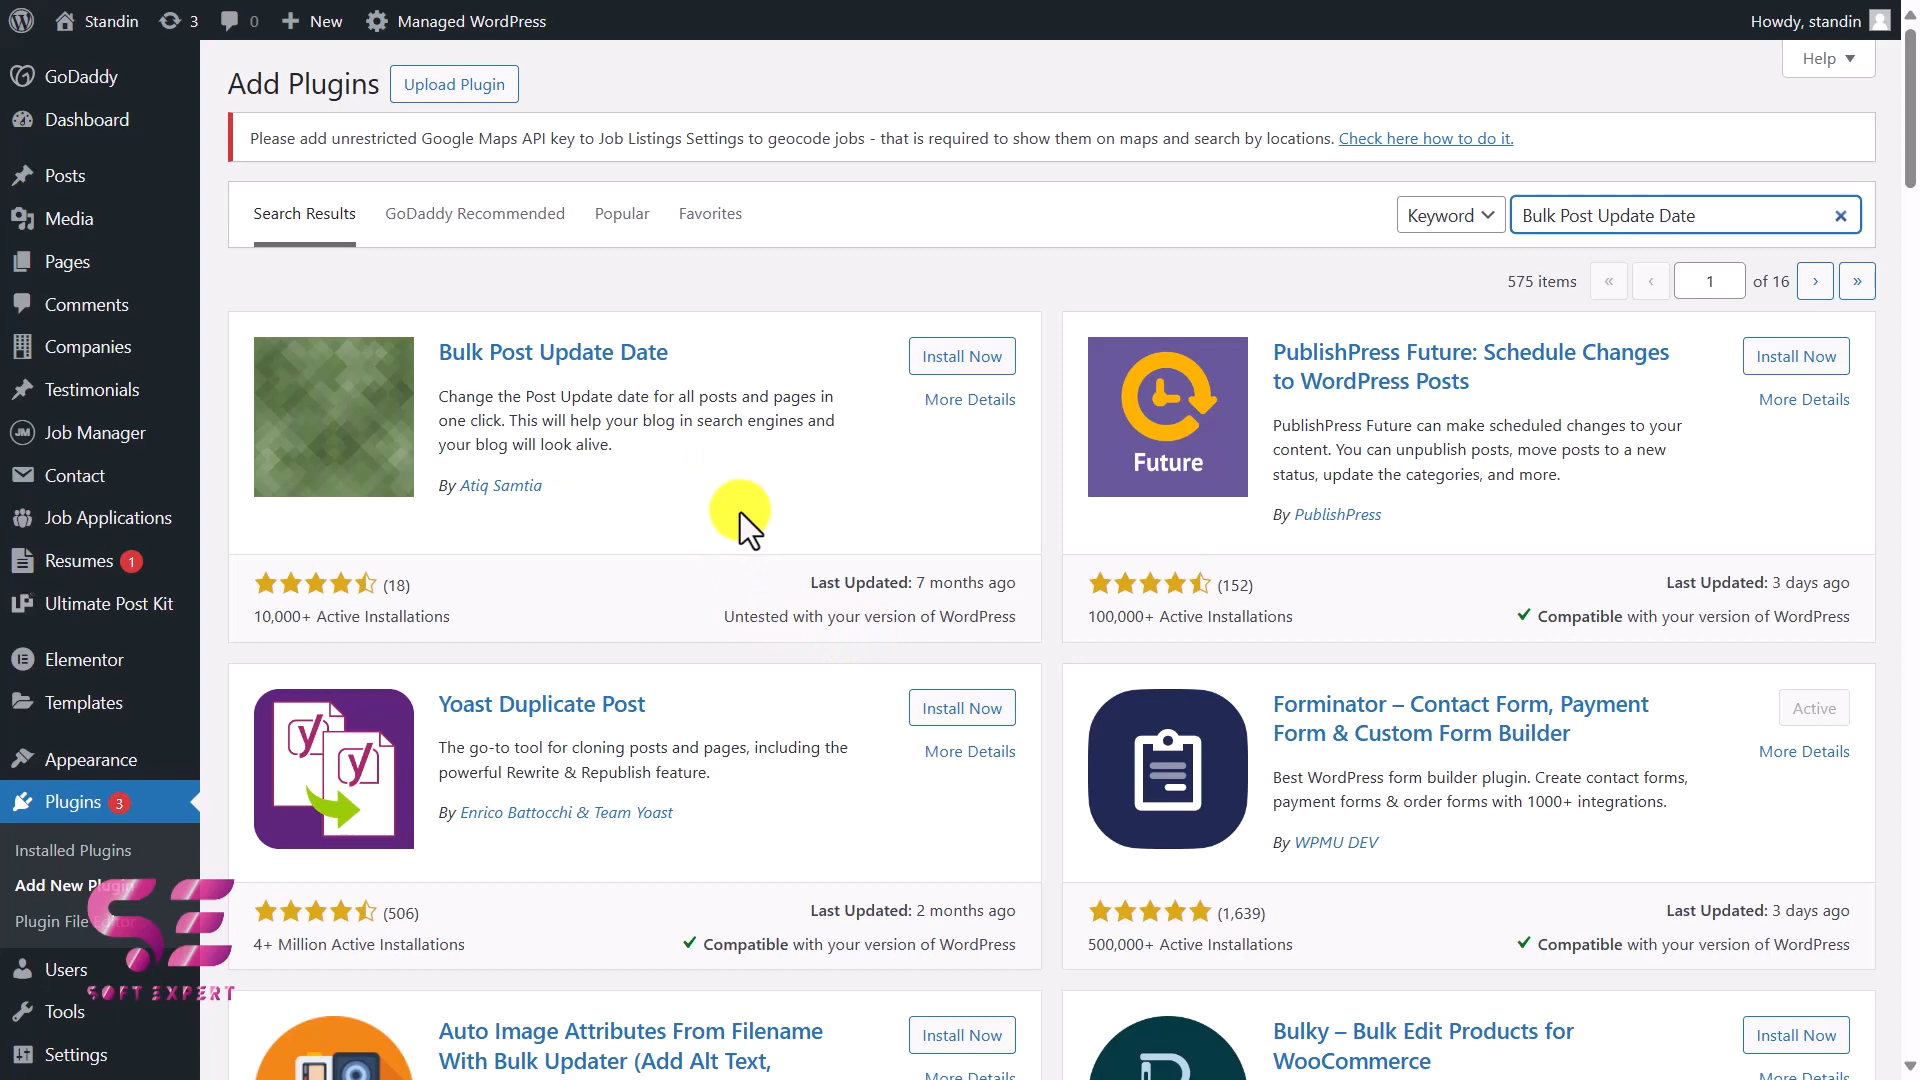 Standin
3
0
New
Managed WordPress
Howdy, standin
GoDaddy
Dashboard
Posts
Media
Pages
Comments
Companies
Testimonials
Job Manager
Contact
Job Applications
Resumes 1
Ultimate Post Kit
Elementor
Templates
Appearance
Plugins 3
Installed Plugins
Add New Plugin
Plugin File Editor
Users
Tools
Settings
SE
SOFT EXPERT
Help
Add Plugins
Upload Plugin
Please add unrestricted Google Maps API key to Job Listings Settings to geocode jobs - that is required to show them on maps and search by locations. Check here how to do it.
Search Results
GoDaddy Recommended
Popular
Favorites
Keyword
Bulk Post Update Date
575 items « ‹ 1 of 16 › »
Bulk Post Update Date
Install Now
More Details
Change the Post Update date for all posts and pages in
one click. This will help your blog in search engines and
your blog will look alive.
By Atiq Samtia
(18)
10,000+ Active Installations
Last Updated: 7 months ago
Untested with your version of WordPress
Future
PublishPress Future: Schedule Changes
to WordPress Posts
Install Now
More Details
PublishPress Future can make scheduled changes to your
content. You can unpublish posts, move posts to a new
status, update the categories, and more.
By PublishPress
(152)
100,000+ Active Installations
Last Updated: 3 days ago
Compatible with your version of WordPress
y
y
Yoast Duplicate Post
Install Now
More Details
The go-to tool for cloning posts and pages, including the
powerful Rewrite & Republish feature.
By Enrico Battocchi & Team Yoast
(506)
4+ Million Active Installations
Last Updated: 2 months ago
Compatible with your version of WordPress
Forminator – Contact Form, Payment
Form & Custom Form Builder
Active
More Details
Best WordPress form builder plugin. Create contact forms,
payment forms & order forms with 1000+ integrations.
By WPMU DEV
(1,639)
500,000+ Active Installations
Last Updated: 3 days ago
Compatible with your version of WordPress
Auto Image Attributes From Filename
With Bulk Updater (Add Alt Text,
Install Now
More Details
Bulky – Bulk Edit Products for
WooCommerce
Install Now
More Details